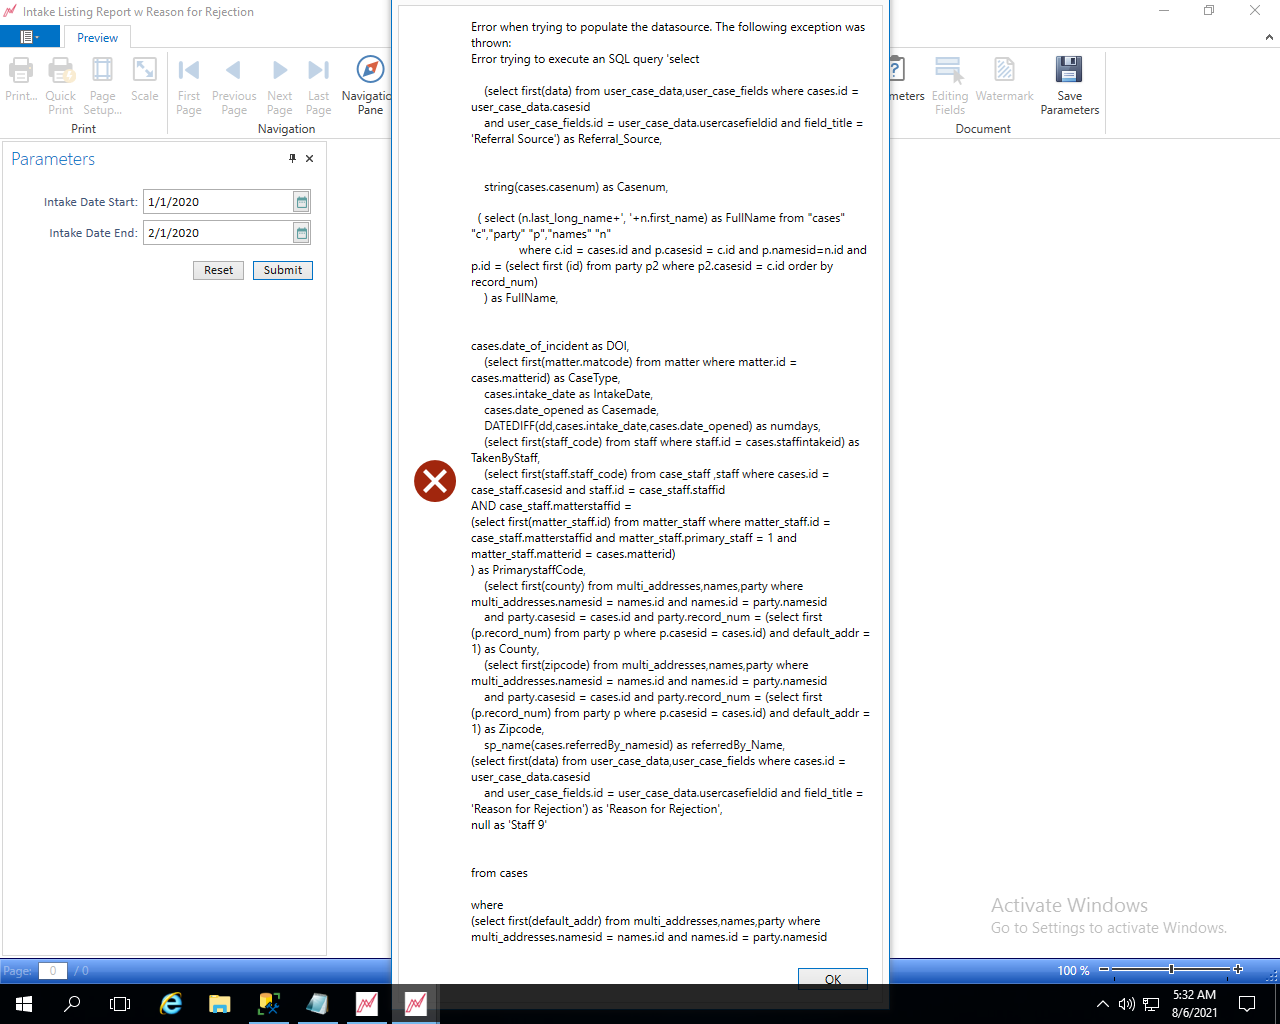 Intake Listing Report w Reason for Rejection
Preview
Print...
Quick Print
Page Setup...
Scale
First Page
Previous Page
Next Page
Last Page
Navigatio
Pane
meters
Editing Fields
Watermark
Save Parameters
Print
Navigation
Document
Parameters
Intake Date Start: 1/1/2020
Intake Date End: 2/1/2020
Reset
Submit
Error when trying to populate the datasource. The following exception was
thrown:
Error trying to execute an SQL query 'select
(select first(data) from user_case_data,user_case_fields where cases.id =
user_case_data.casesid
and user_case_fields.id = user_case_data.usercasefieldid and field_title =
'Referral Source') as Referral_Source,
string(cases.casenum) as Casenum,
( select (n.last_long_name+', '+n.first_name) as FullName from "cases"
"c","party" "p","names" "n"
where c.id = cases.id and p.casesid = c.id and p.namesid=n.id and
p.id = (select first (id) from party p2 where p2.casesid = c.id order by
record_num)
) as FullName,
cases.date_of_incident as DOI,
(select first(matter.matcode) from matter where matter.id =
cases.matterid) as CaseType,
cases.intake_date as IntakeDate,
cases.date_opened as Casemade,
DATEDIFF(dd,cases.intake_date,cases.date_opened) as numdays,
(select first(staff_code) from staff where staff.id = cases.staffintakeid) as
TakenByStaff,
(select first(staff.staff_code) from case_staff ,staff where cases.id =
case_staff.casesid and staff.id = case_staff.staffid
AND case_staff.matterstaffid =
(select first(matter_staff.id) from matter_staff where matter_staff.id =
case_staff.matterstaffid and matter_staff.primary_staff = 1 and
matter_staff.matterid = cases.matterid)
) as PrimarystaffCode,
(select first(county) from multi_addresses,names,party where
multi_addresses.namesid = names.id and names.id = party.namesid
and party.casesid = cases.id and party.record_num = (select first
(p.record_num) from party p where p.casesid = cases.id) and default_addr =
1) as County,
(select first(zipcode) from multi_addresses,names,party where
multi_addresses.namesid = names.id and names.id = party.namesid
and party.casesid = cases.id and party.record_num = (select first
(p.record_num) from party p where p.casesid = cases.id) and default_addr =
1) as Zipcode,
sp_name(cases.referredBy_namesid) as referredBy_Name,
(select first(data) from user_case_data,user_case_fields where cases.id =
user_case_data.casesid
and user_case_fields.id = user_case_data.usercasefieldid and field_title =
'Reason for Rejection') as 'Reason for Rejection',
null as 'Staff 9'
from cases
where
(select first(default_addr) from multi_addresses,names,party where
multi_addresses.namesid = names.id and names.id = party.namesid
OK
Activate Windows
Go to Settings to activate Windows.
Page: 0 / 0
100 %
5:32 AM
8/6/2021